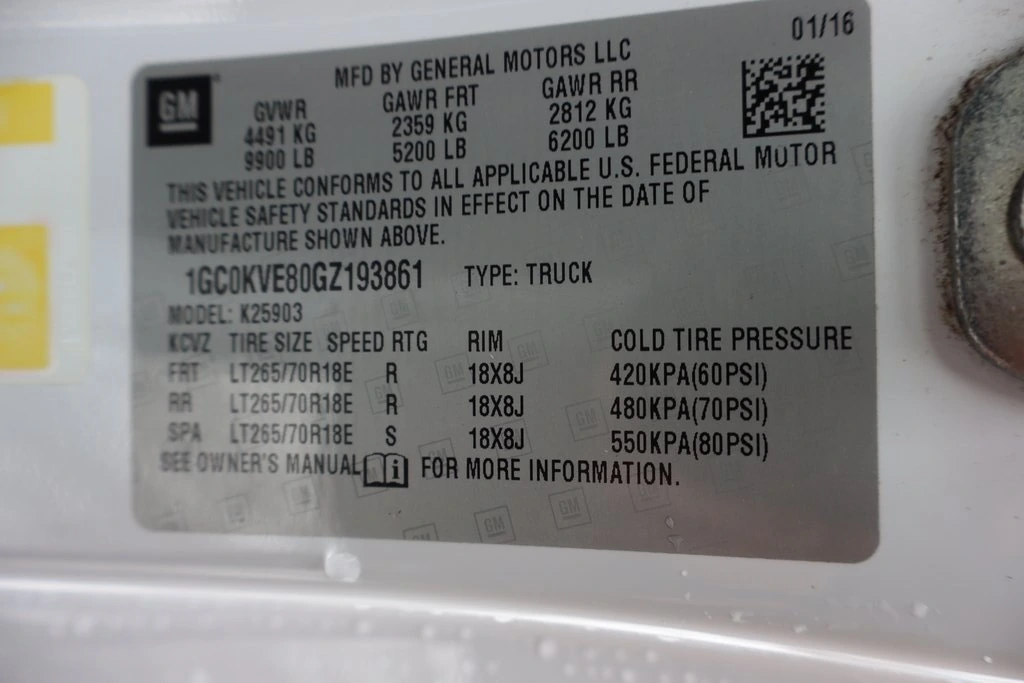 01/16
MFD BY GENERAL MOTORS LLC
GM
GVWR GAWR FRT GAWR RR
4491 KG 2359 KG 2812 KG
9900 LB 5200 LB 6200 LB
THIS VEHICLE CONFORMS TO ALL APPLICABLE U.S. FEDERAL MOTOR
VEHICLE SAFETY STANDARDS IN EFFECT ON THE DATE OF
MANUFACTURE SHOWN ABOVE.
1GC0KVE80GZ193861 TYPE: TRUCK
MODEL: K25903
KCVZ TIRE SIZE SPEED RTG RIM COLD TIRE PRESSURE
FRT LT265/70R18E R 18X8J 420KPA(60PSI)
RR LT265/70R18E R 18X8J 480KPA(70PSI)
SPA LT265/70R18E S 18X8J 550KPA(80PSI)
SEE OWNER'S MANUAL FOR MORE INFORMATION.